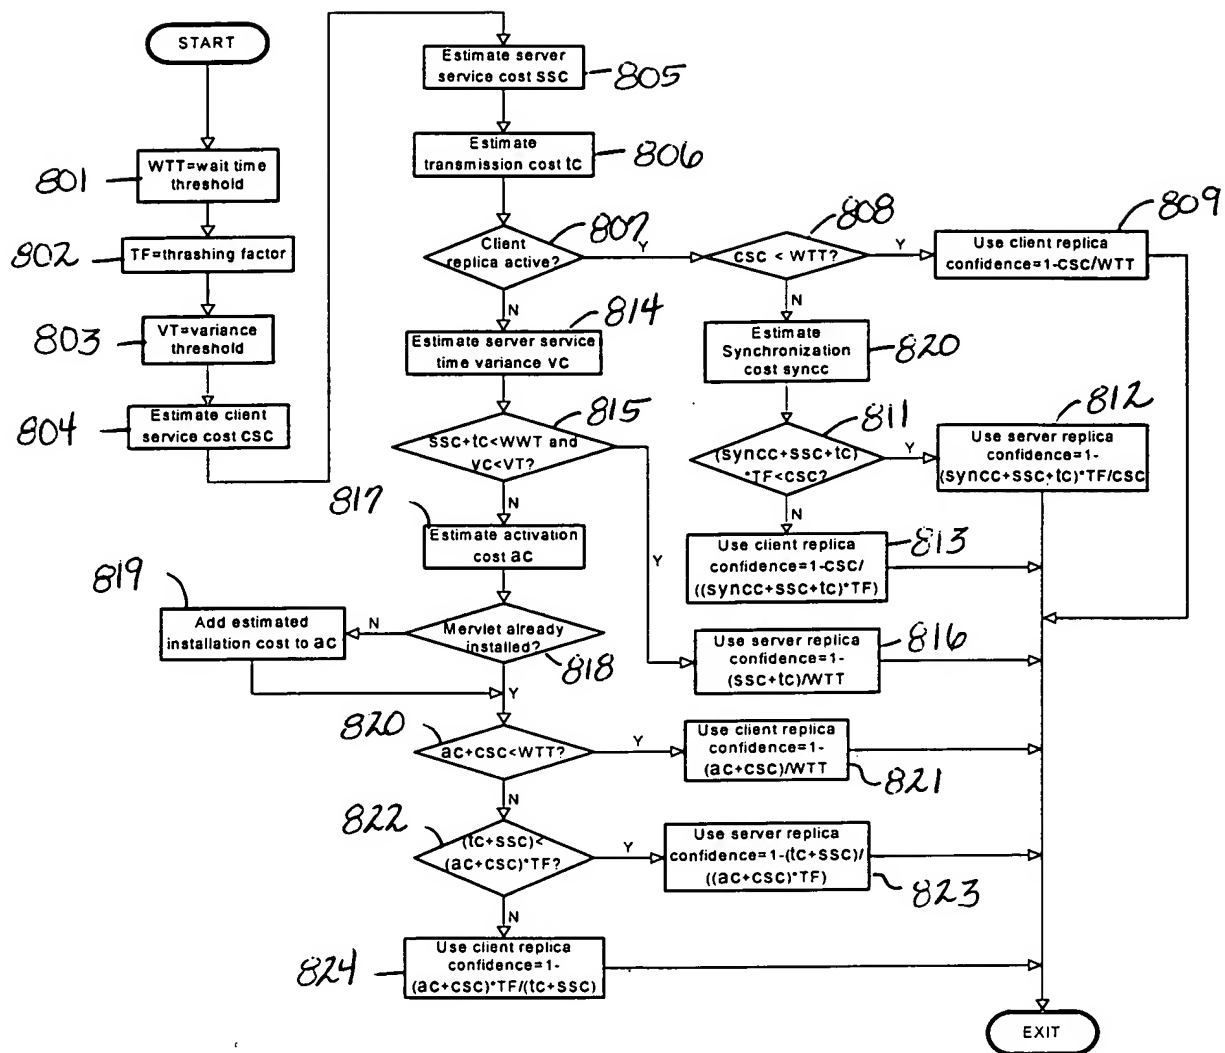 START
801
WTT=wait time
threshold
802
TF=thrashing factor
803
VT=variance
threshold
804
Estimate client
service cost CSC
Estimate server
service cost SSC
805
Estimate
transmission cost tc
806
Client
replica active?
807
Y
N
CSC < WTT?
808
Y
N
Use client replica
confidence=1-CSC/WTT
809
Estimate
Synchronization
cost syncc
820
(syncc+SSC+tc)
*TF<CSC?
811
Y
N
Use server replica
confidence=1-
(syncc+SSC+tc)*TF/CSC
812
Use client replica
confidence=1-CSC/
((syncc+SSC+tc)*TF)
813
Estimate server service
time variance VC
814
SSC+tc<WWT and
VC<VT?
815
Y
N
Use server replica
confidence=1-
(SSC+tc)/WTT
816
Estimate activation
cost ac
817
Mervlet already
installed?
818
N
Y
Add estimated
installation cost to ac
819
ac+CSC<WTT?
820
Y
N
Use client replica
confidence=1-
(ac+CSC)/WTT
821
(tc+SSC)<
(ac+CSC)*TF?
822
Y
N
Use server replica
confidence=1-(tc+SSC)/
((ac+CSC)*TF)
823
Use client replica
confidence=1-
(ac+CSC)*TF/(tc+SSC)
824
EXIT